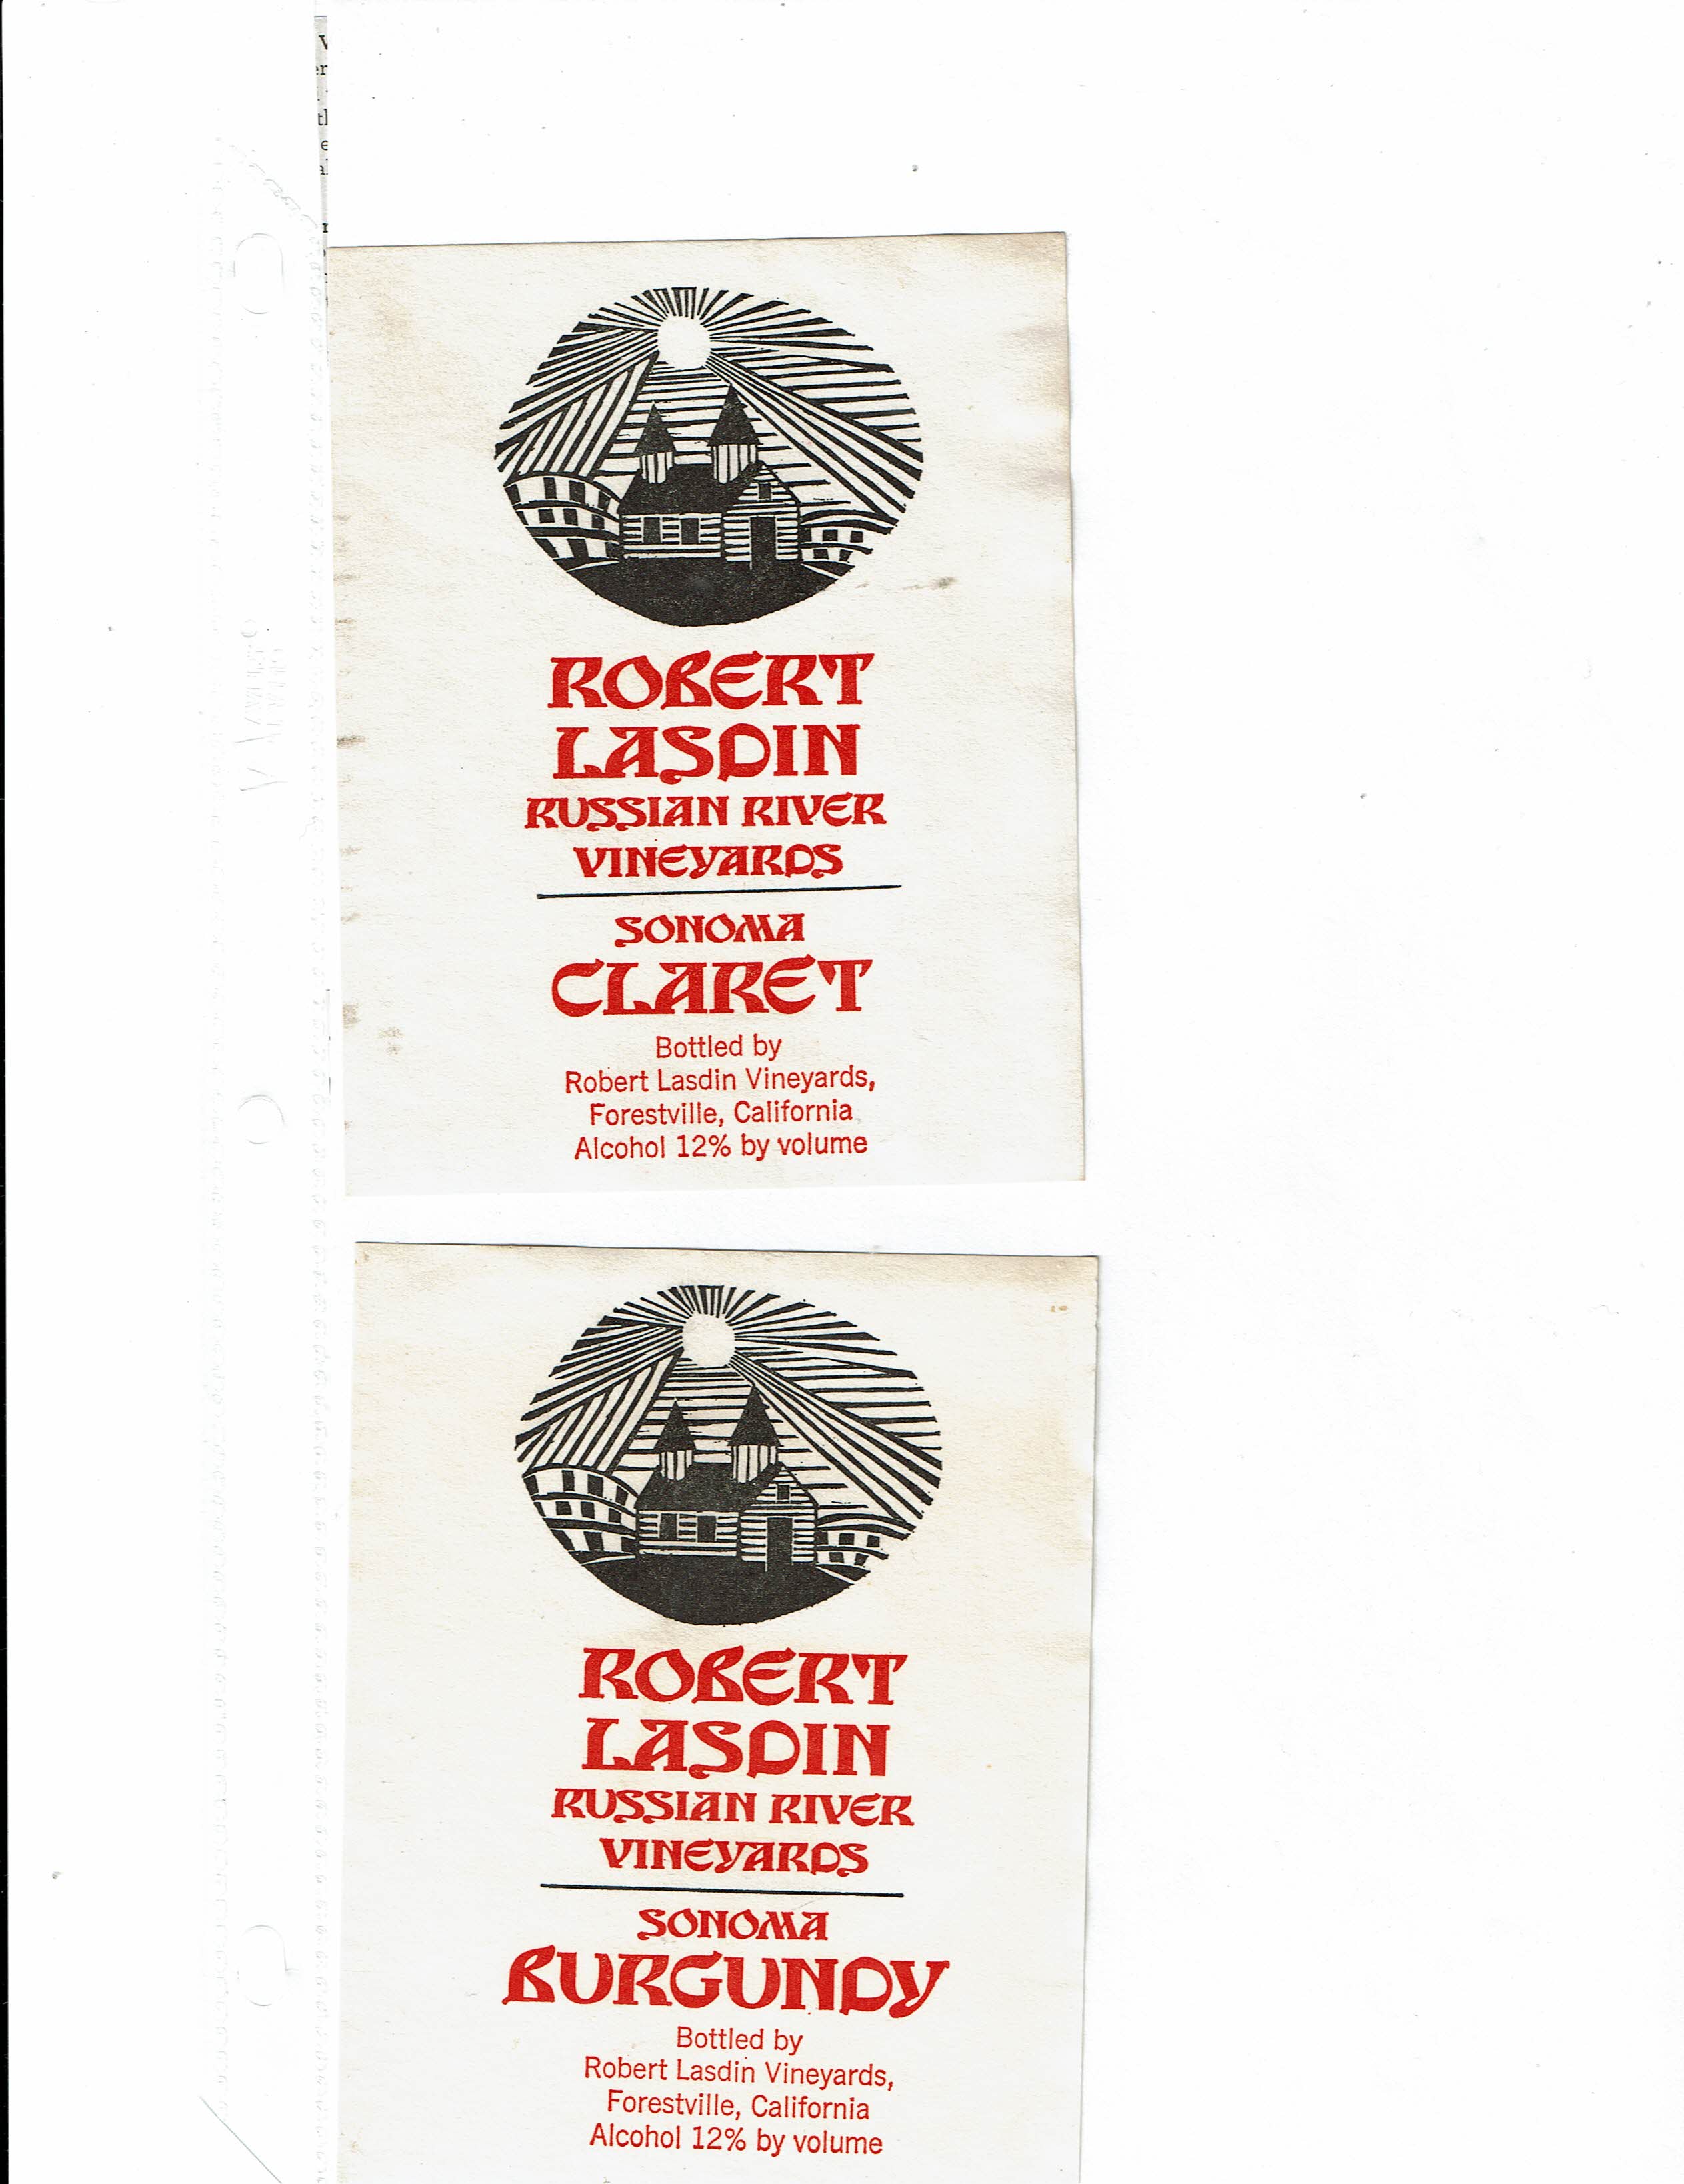 ROBERT
LASDIN
RUSSIAN RIVER
VINEYARDS
SONOMA
CLARET
Bottled by
Robert Lasdin Vineyards,
Forestville, California
Alcohol 12% by volume
ROBERT
LASDIN
RUSSIAN RIVER
VINEYARDS
SONOMA
BURGUNDY
Bottled by
Robert Lasdin Vineyards,
Forestville, California
Alcohol 12% by volume